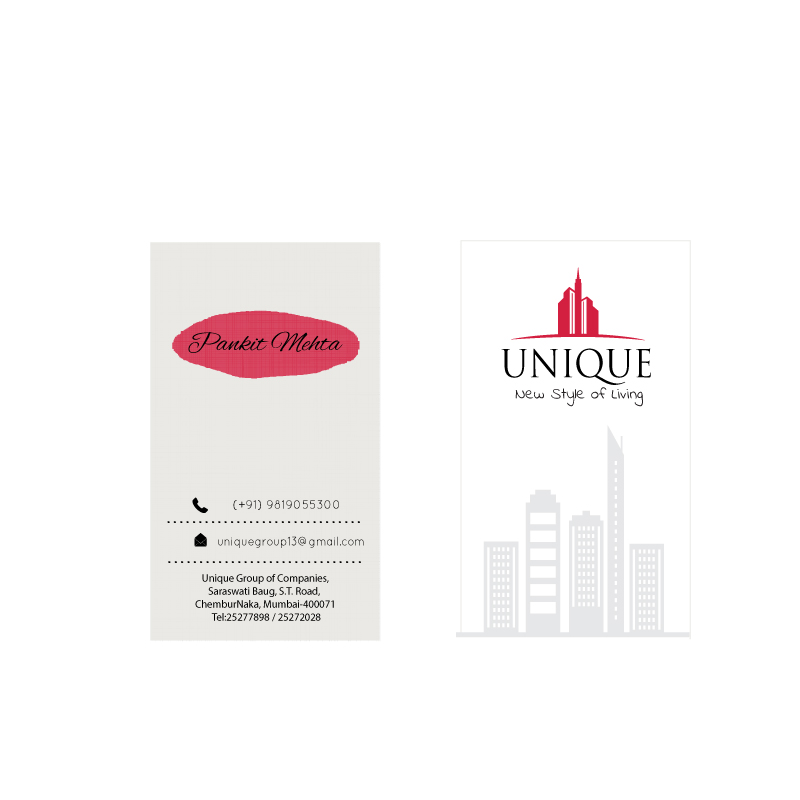 Pankit Mehta
(+91) 9819055300
uniquegroup13@gmail.com
Unique Group of Companies,
Saraswati Baug, S.T. Road,
ChemburNaka, Mumbai-400071
Tel:25277898 / 25272028
UNIQUE
New Style of Living